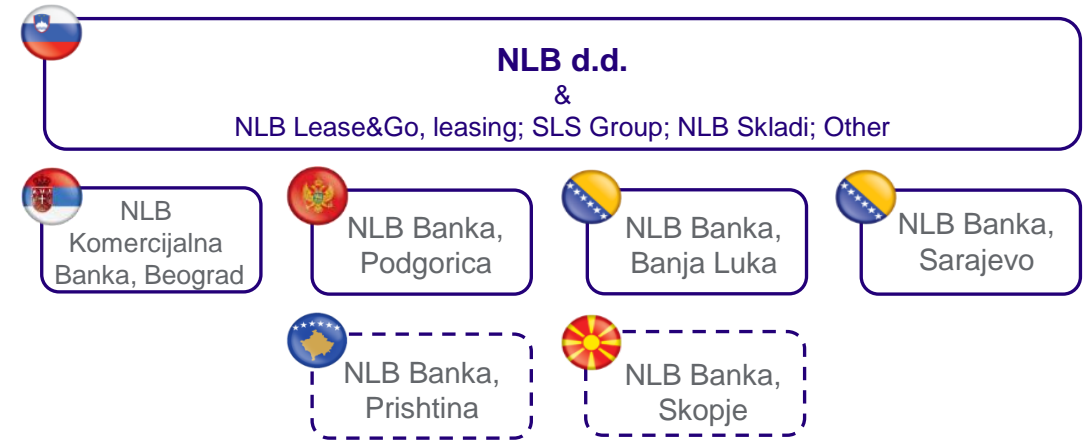 NLB d.d.
&
NLB Lease&Go, leasing; SLS Group; NLB Skladi; Other
NLB
Komercijalna
Banka, Beograd
NLB Banka,
Podgorica
NLB Banka,
Banja Luka
NLB Banka,
Sarajevo
NLB Banka,
Prishtina
NLB Banka,
Skopje